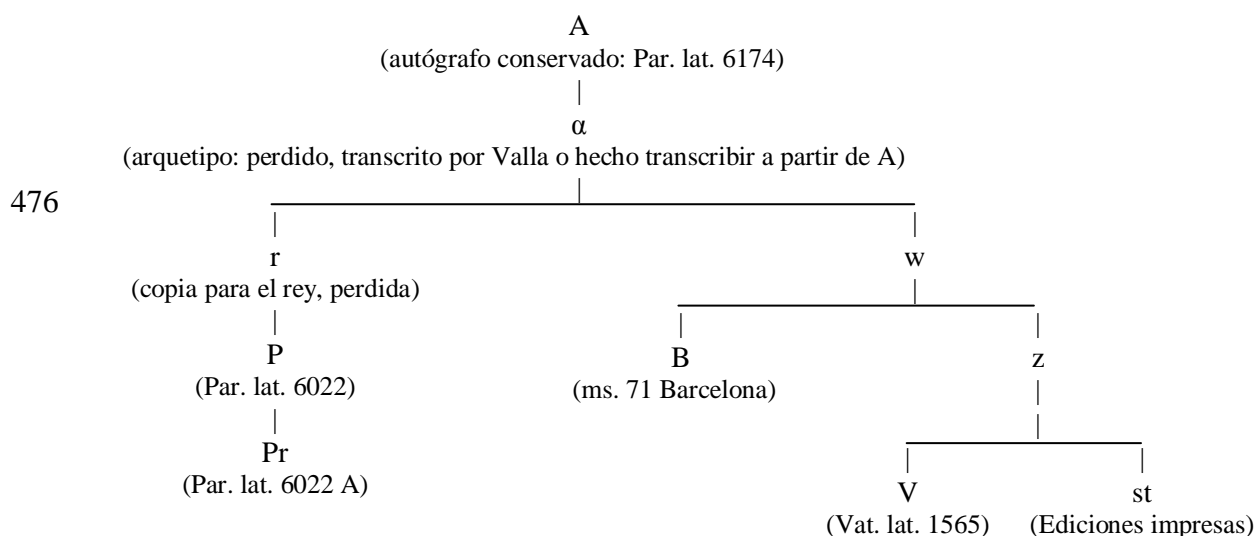 A
(autógrafo conservado: Par. lat. 6174)
α
(arquetipo: perdido, transcrito por Valla o hecho transcribir a partir de A)
476
r
w
(copia para el rey, perdida)
P
B
z
(Par. lat. 6022)
(ms. 71 Barcelona)
Pr
(Par. lat. 6022 A)
V
st
(Vat. lat. 1565)
(Ediciones impresas)